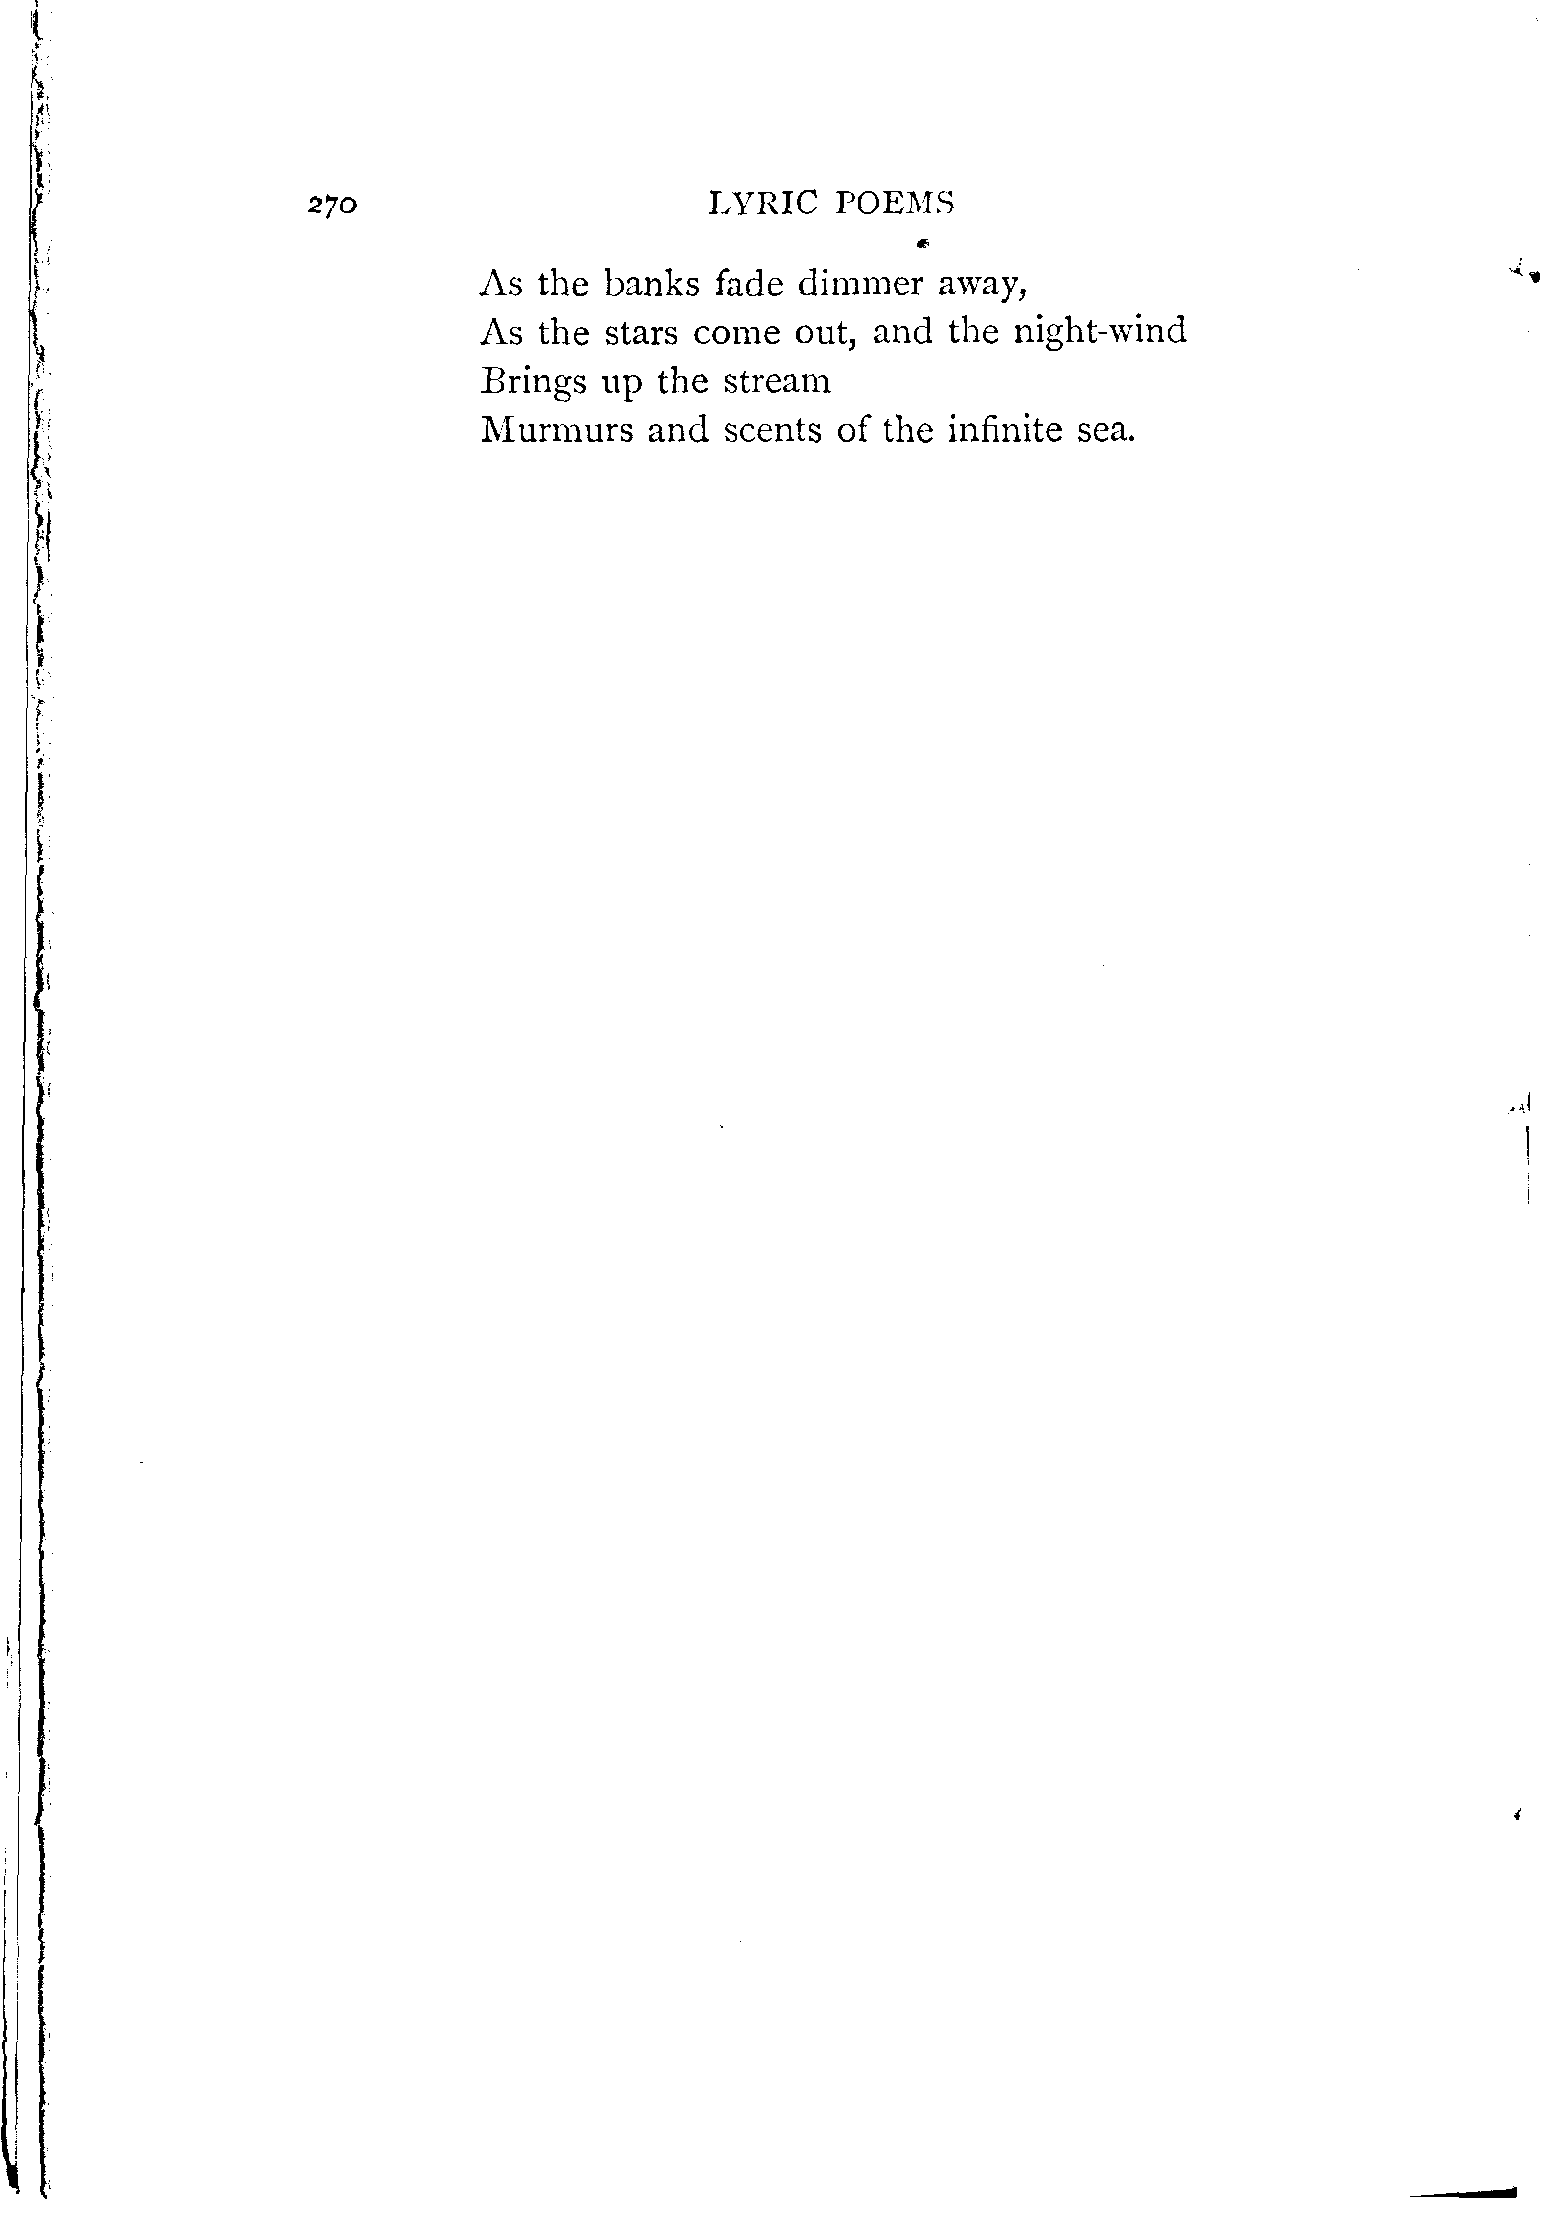 270 LYRIC POEMS
As the banks fade dimmer away,
As the stars come out, and the night-wind
Brings up the stream
Murmurs and scents of the infinite sea.